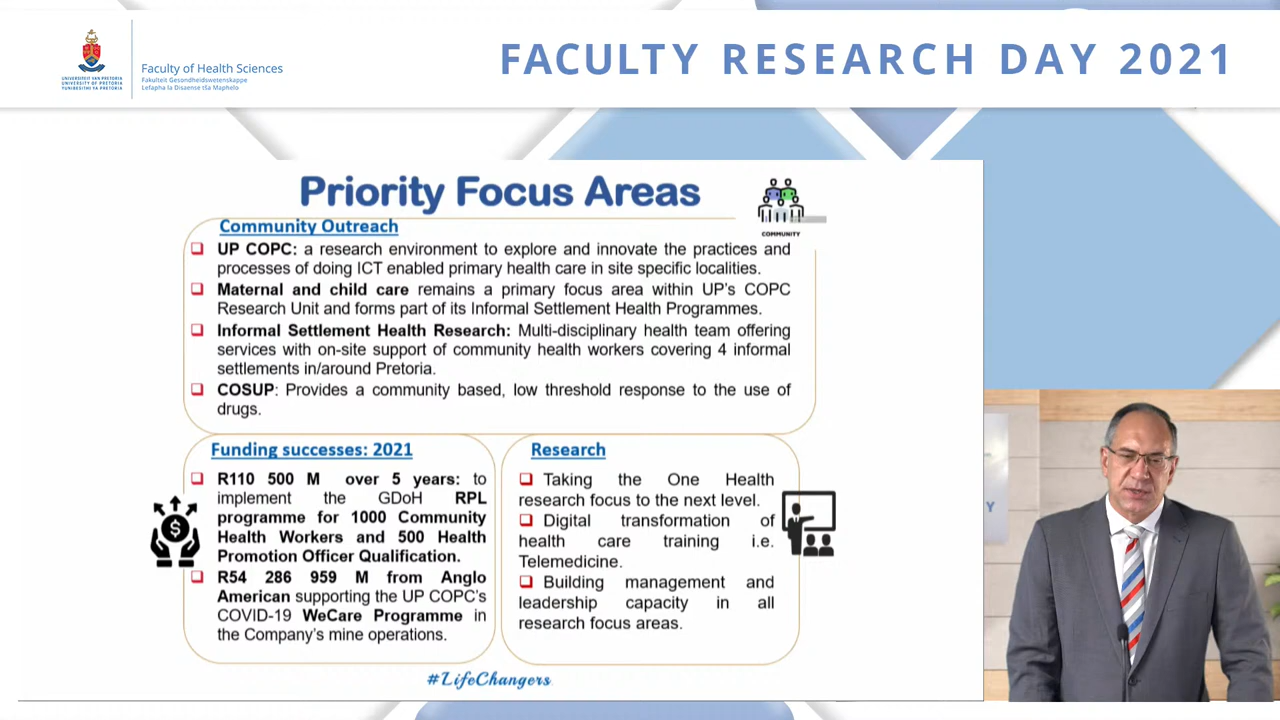 UNIVERSITEIT VAN PRETORIA
UNIVERSITY OF PRETORIA
YUNIBESITHI YA PRETORIA
Faculty of Health Sciences
Fakulteit Gesondheidswetenskappe
Lefapha la Disaense tša Maphelo
FACULTY RESEARCH DAY 2021
Priority Focus Areas
COMMUNITY
Community Outreach
UP COPC: a research environment to explore and innovate the practices and
processes of doing ICT enabled primary health care in site specific localities.
Maternal and child care remains a primary focus area within UP's COPC
Research Unit and forms part of its Informal Settlement Health Programmes.
Informal Settlement Health Research: Multi-disciplinary health team offering
services with on-site support of community health workers covering 4 informal
settlements in/around Pretoria.
COSUP: Provides a community based, low threshold response to the use of
drugs.
Funding successes: 2021
R110 500 M over 5 years: to
implement the GDoH RPL
programme for 1000 Community
Health Workers and 500 Health
Promotion Officer Qualification.
R54 286 959 M from Anglo
American supporting the UP COPC's
COVID-19 WeCare Programme in
the Company's mine operations.
Research
Taking the One Health
research focus to the next level.
Digital transformation of
health care training i.e.
Telemedicine.
Building management and
leadership capacity in all
research focus areas.
#LifeChangers
Y